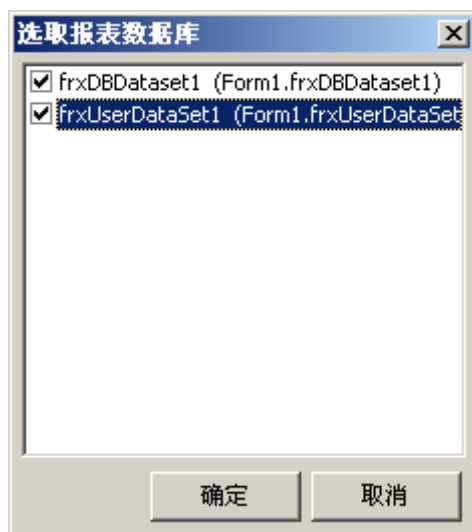 选取报表数据库
frxDBDataset1 (Form1.frxDBDataset1)
frxUserDataSet1 (Form1.frxUserDataSet
确定
取消